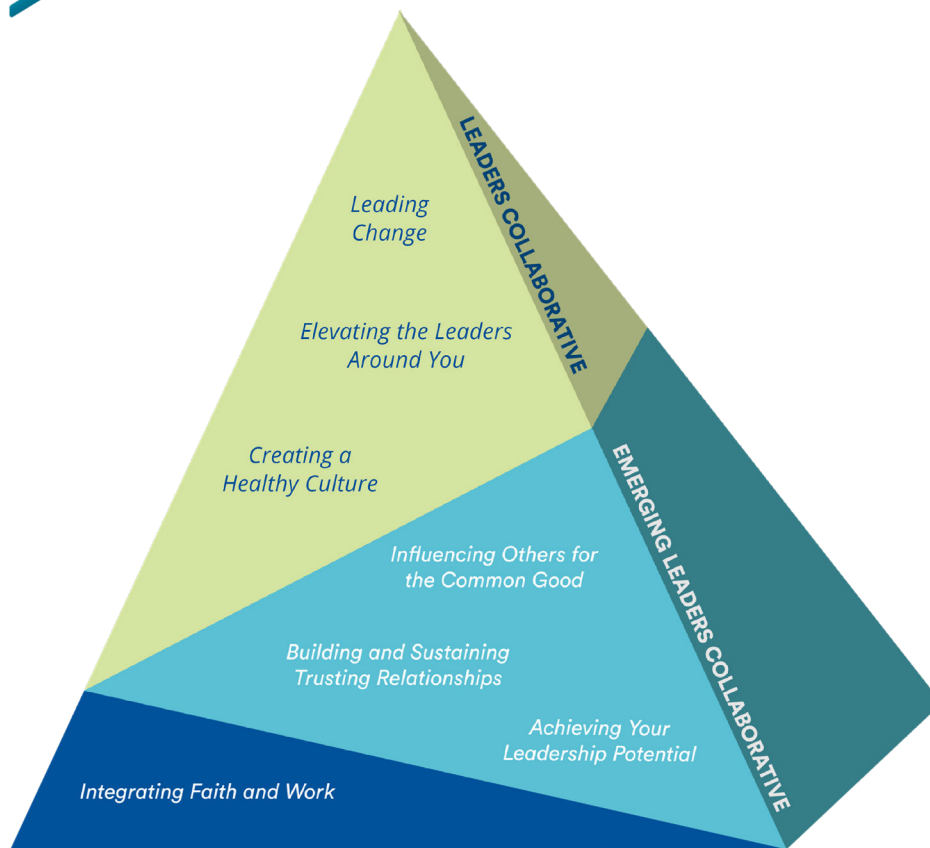 LEADERS COLLABORATIVE
Leading
Change
Elevating the Leaders
Around You
Creating a
Healthy Culture
EMERGING LEADERS COLLABORATIVE
Influencing Others for
the Common Good
Building and Sustaining
Trusting Relationships
Achieving Your
Leadership Potential
Integrating Faith and Work